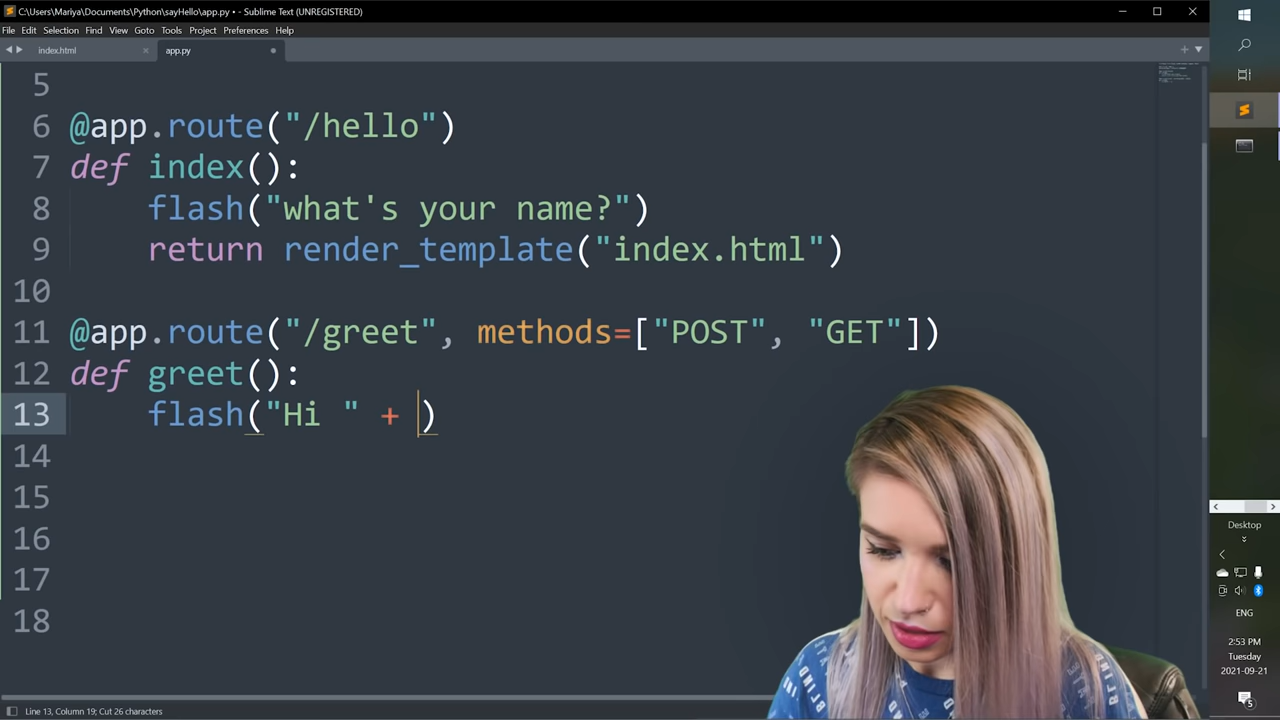 C:\Users\Mariya\Documents\Python\sayHello\app.py • - Sublime Text (UNREGISTERED)
File Edit Selection Find View Goto Tools Project Preferences Help
index.html app.py
5
6 @app.route("/hello")
7 def index():
8 flash("what's your name?")
9 return render_template("index.html")
10
11 @app.route("/greet", methods=["POST", "GET"])
12 def greet():
13 flash("Hi " + )
14
15
16
17
18
Line 13, Column 19; Cut 26 characters
Desktop
ENG
2:53 PM
Tuesday
2021-09-21
5
BLIND